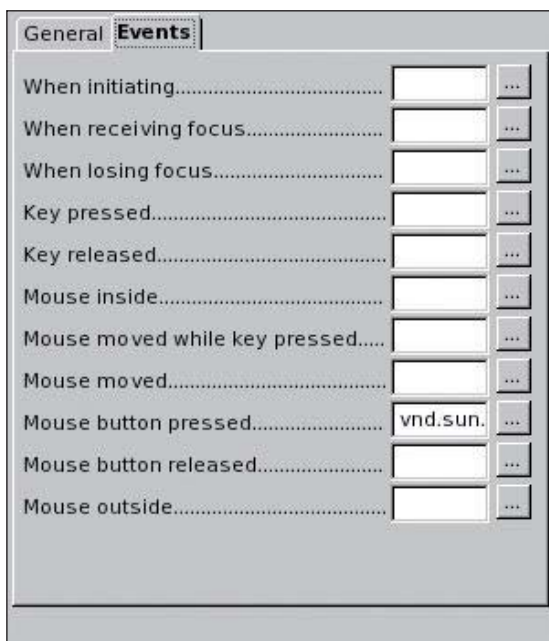 General Events
When initiating........................................ ...
When receiving focus.......................... ...
When losing focus................................ ...
Key pressed............................................. ...
Key released........................................... ...
Mouse inside........................................... ...
Mouse moved while key pressed..... ...
Mouse moved......................................... ...
Mouse button pressed......................... vnd.sun. ...
Mouse button released........................ ...
Mouse outside........................................ ...